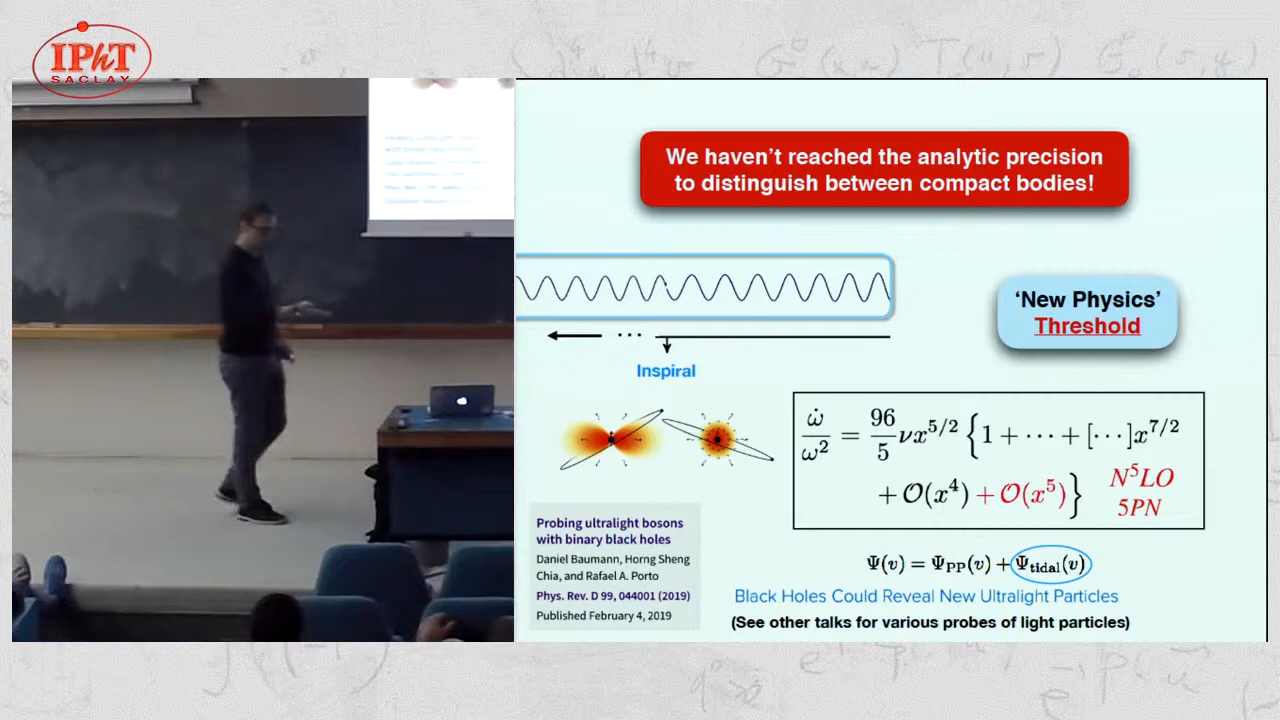 IPhT
SACLAY
We haven't reached the analytic precision
to distinguish between compact bodies!
'New Physics'
Threshold
...
Inspiral
ω̇/ω² = 96/5 νx^{5/2} {1 + ⋯ + [⋯]x^{7/2}
+ 𝒪(x⁴) + 𝒪(x⁵)}
N⁵LO
5PN
Probing ultralight bosons
with binary black holes
Daniel Baumann, Horng Sheng
Chia, and Rafael A. Porto
Phys. Rev. D 99, 044001 (2019)
Published February 4, 2019
Ψ(v) = Ψ_PP(v) + Ψ_tidal(v)
Black Holes Could Reveal New Ultralight Particles
(See other talks for various probes of light particles)